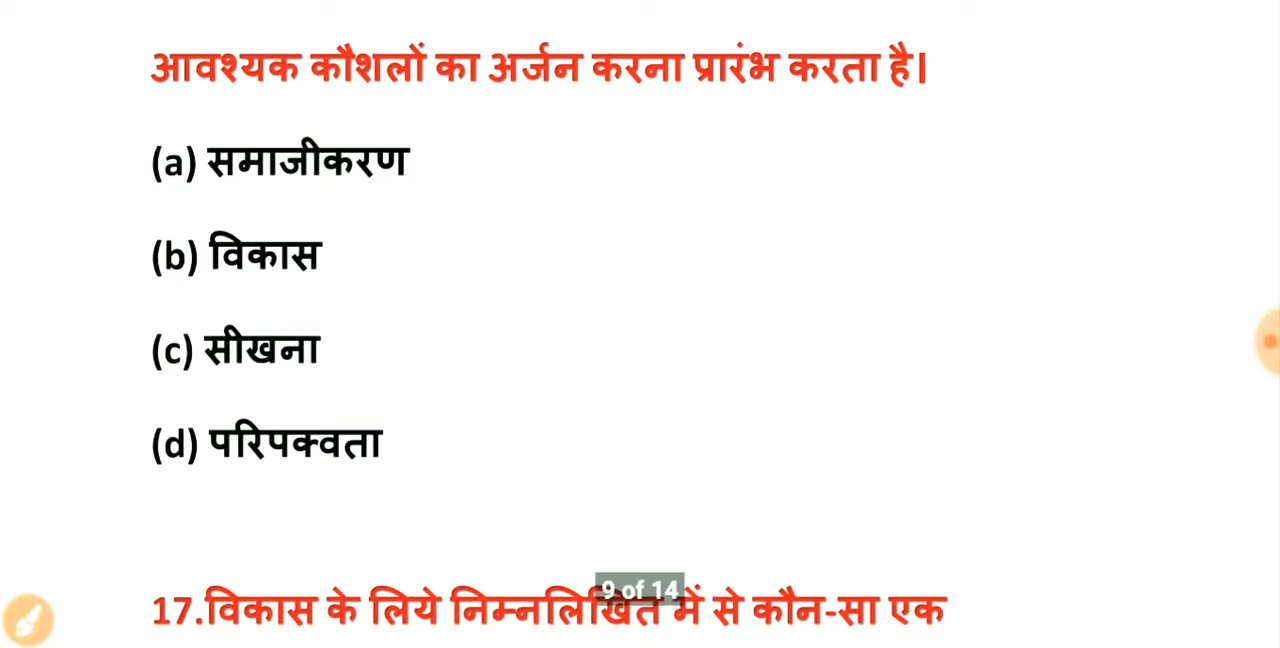 आवश्यक कौशलों का अर्जन करना प्रारंभ करता है।
(a) समाजीकरण
(b) विकास
(c) सीखना
(d) परिपक्वता
9 of 14
17.विकास के लिये निम्नलिखित में से कौन-सा एक